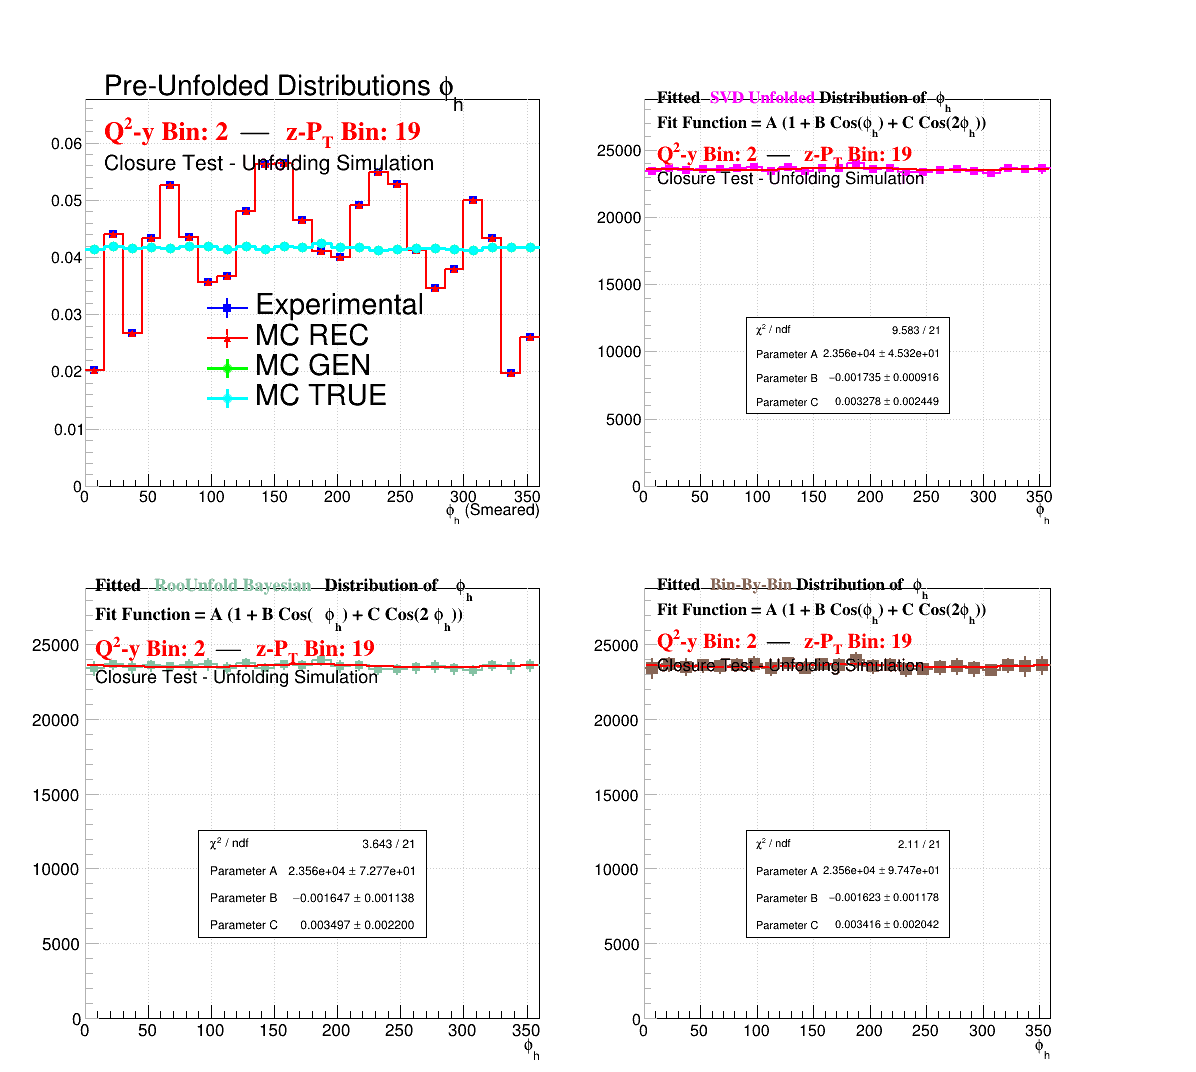 Pre-Unfolded Distributions ϕh
Q²-y Bin: 2 — z-PT Bin: 19
Closure Test - Unfolding Simulation
0.06
0.05
0.04
0.03
0.02
0.01
0
Experimental
MC REC
MC GEN
MC TRUE
0 50 100 150 200 250 300 350
ϕh (Smeared)
Fitted SVD Unfolded Distribution of ϕh
Fit Function = A (1 + B Cos(ϕh) + C Cos(2ϕh))
Q²-y Bin: 2 — z-PT Bin: 19
Closure Test - Unfolding Simulation
25000
20000
15000
10000
5000
0
χ² / ndf 9.583 / 21
Parameter A 2.356e+04 ± 4.532e+01
Parameter B −0.001735 ± 0.000916
Parameter C 0.003278 ± 0.002449
0 50 100 150 200 250 300 350
ϕh
Fitted RooUnfold Bayesian Distribution of ϕh
Fit Function = A (1 + B Cos( ϕh) + C Cos(2 ϕh))
Q²-y Bin: 2 — z-PT Bin: 19
Closure Test - Unfolding Simulation
25000
20000
15000
10000
5000
0
χ² / ndf 3.643 / 21
Parameter A 2.356e+04 ± 7.277e+01
Parameter B −0.001647 ± 0.001138
Parameter C 0.003497 ± 0.002200
0 50 100 150 200 250 300 350
ϕh
Fitted Bin-By-Bin Distribution of ϕh
Fit Function = A (1 + B Cos(ϕh) + C Cos(2ϕh))
Q²-y Bin: 2 — z-PT Bin: 19
Closure Test - Unfolding Simulation
25000
20000
15000
10000
5000
0
χ² / ndf 2.11 / 21
Parameter A 2.356e+04 ± 9.747e+01
Parameter B −0.001623 ± 0.001178
Parameter C 0.003416 ± 0.002042
0 50 100 150 200 250 300 350
ϕh